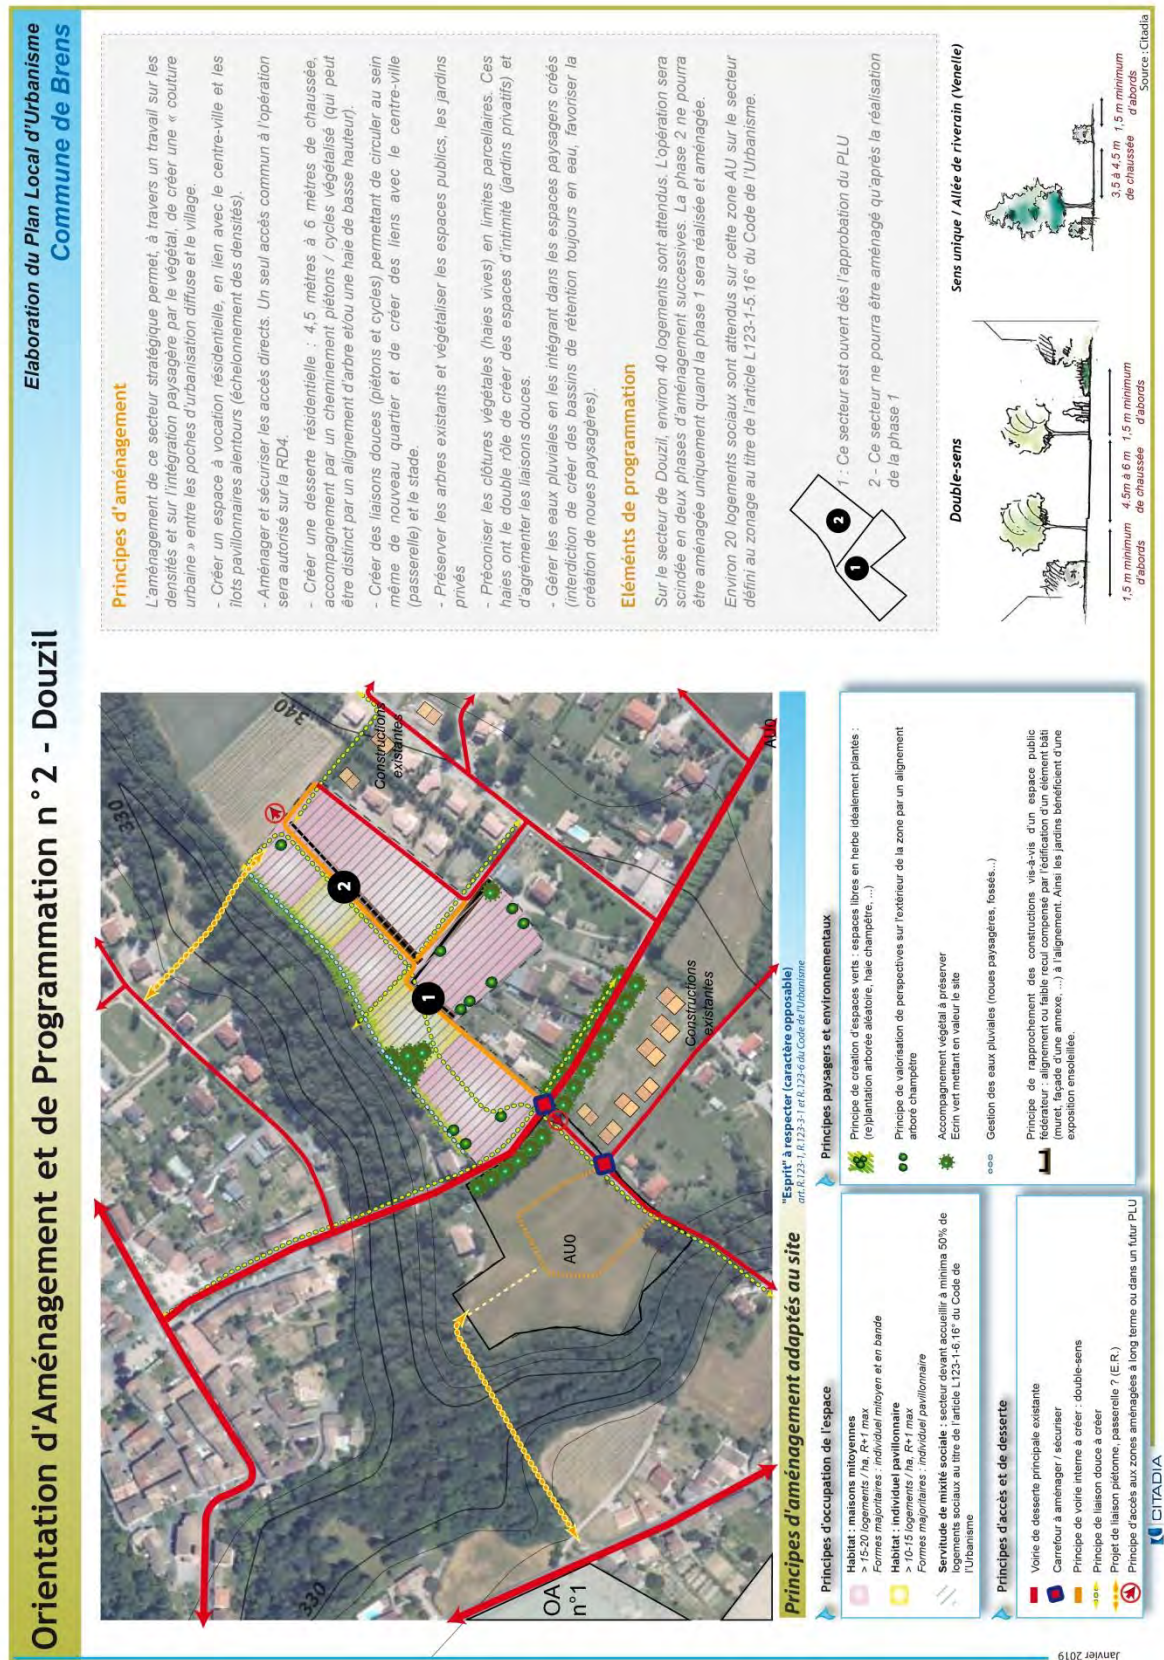 Elaboration du Plan Local d'Urbanisme
Commune de Brens
Orientation d'Aménagement et de Programmation n°2 - Douzil
Principes d'aménagement
L'aménagement de ce secteur stratégique permet, à travers un travail sur les
densités et sur l'intégration paysagère par le végétal, de créer une « couture
urbaine » entre les poches d'urbanisation diffuse et le village.
- Créer un espace à vocation résidentielle, en lien avec le centre-ville et les
îlots pavillonnaires alentours (échelonnement des densités).
- Aménager et sécuriser les accès directs. Un seul accès commun à l'opération
sera autorisé sur la RD4.
- Créer une desserte résidentielle : 4,5 mètres à 6 mètres de chaussée,
accompagnement par un cheminement piétons / cycles végétalisé (qui peut
être distinct par un alignement d'arbre et/ou une haie de basse hauteur).
- Créer des liaisons douces (piétons et cycles) permettant de circuler au sein
même de nouveau quartier et de créer des liens avec le centre-ville
(passerelle) et le stade.
- Préserver les arbres existants et végétaliser les espaces publics, les jardins
privés
- Préconiser les clôtures végétales (haies vives) en limites parcellaires. Ces
haies ont le double rôle de créer des espaces d'intimité (jardins privatifs) et
d'agrémenter les liaisons douces.
- Gérer les eaux pluviales en les intégrant dans les espaces paysagers créés
(interdiction de créer des bassins de rétention toujours en eau, favoriser la
création de noues paysagères).
Eléments de programmation
Sur le secteur de Douzil, environ 40 logements sont attendus. L'opération sera
scindée en deux phases d'aménagement successives. La phase 2 ne pourra
être aménagée uniquement quand la phase 1 sera réalisée et aménagée.
Environ 20 logements sociaux sont attendus sur cette zone AU sur le secteur
défini au zonage au titre de l'article L123-1-5.16° du Code de l'Urbanisme.
1
2
1 : Ce secteur est ouvert dès l'approbation du PLU
2 - Ce secteur ne pourra être aménagé qu'après la réalisation
de la phase 1
Double-sens
1,5 m minimum
d'abords
4.5m à 6 m
de chaussée
1,5 m minimum
d'abords
Sens unique / Allée de riverain (Venelle)
3,5 à 4,5 m
de chaussée
1,5 m minimum
d'abords
Source : Citadia
330
340
Constructions
existantes
2
1
Constructions
existantes
AU0
AU0
330
OA
n°1
Principes d'aménagement adaptés au site
"Esprit" à respecter (caractère opposable)
art. R.123-1, R.123-3-1 et R.123-6 du Code de l'Urbanisme
Principes d'occupation de l'espace
Habitat : maisons mitoyennes
> 15-20 logements / ha, R+1 max
Formes majoritaires : individuel mitoyen et en bande
Habitat : individuel pavillonnaire
> 10-15 logements / ha, R+1 max
Formes majoritaires : individuel pavillonnaire
Servitude de mixité sociale : secteur devant accueillir à minima 50% de
logements sociaux au titre de l'article L123-1-6.16° du Code de
l'Urbanisme
Principes d'accès et de desserte
Voirie de desserte principale existante
Carrefour à aménager / sécuriser
Principe de voirie interne à créer : double-sens
Principe de liaison douce à créer
Projet de liaison piétonne, passerelle ? (E.R.)
Principe d'accès aux zones aménagées à long terme ou dans un futur PLU
Principes paysagers et environnementaux
Principe de création d'espaces verts : espaces libres en herbe idéalement plantés :
(re)plantation arborée aléatoire, haie champêtre, ...)
Principe de valorisation de perspectives sur l'extérieur de la zone par un alignement
arboré champêtre
Accompagnement végétal à préserver
Ecrin vert mettant en valeur le site
Gestion des eaux pluviales (noues paysagères, fossés...)
Principe de rapprochement des constructions vis-à-vis d'un espace public
fédérateur : alignement ou faible recul compensé par l'édification d'un élément bâti
(muret, façade d'une annexe, ...) à l'alignement. Ainsi les jardins bénéficient d'une
exposition ensoleillée.
Janvier 2019
CITADIA